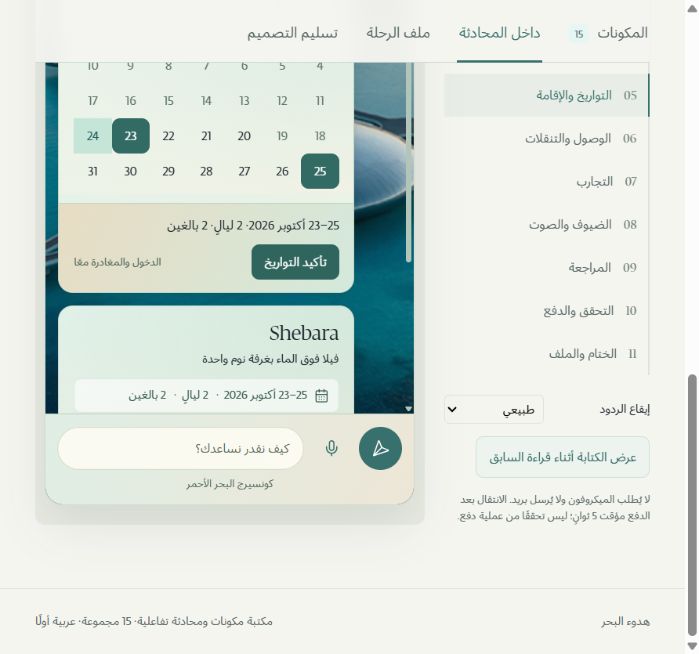 المكونات 15 داخل المحادثة ملف الرحلة تسليم التصميم
05 التواريخ والإقامة
06 الوصول والتنقلات
07 التجارب
08 الضيوف والصوت
09 المراجعة
10 التحقق والدفع
11 الختام والملف
إيقاع الردود طبيعي
عرض الكتابة أثناء قراءة السابق
لا يُطلب الميكروفون ولا يُرسل بريد. الانتقال بعد
الدفع مؤقت 5 ثوانٍ؛ ليس تحققًا من عملية دفع.
4 5 6 7 8 9 10
11 12 13 14 15 16 17
18 19 20 21 22 23 24
25 26 27 28 29 30 31
23–25 أكتوبر 2026· 2 ليالٍ· 2 بالغين
تأكيد التواريخ الدخول والمغادرة معًا
Shebara
فيلا فوق الماء بغرفة نوم واحدة
23–25 أكتوبر 2026 · 2 ليالٍ · 2 بالغين
كيف نقدر نساعدك؟
كونسيرج البحر الأحمر
هدوء البحر
مكتبة مكونات ومحادثة تفاعلية· 15 مجموعة· عربية أولًا